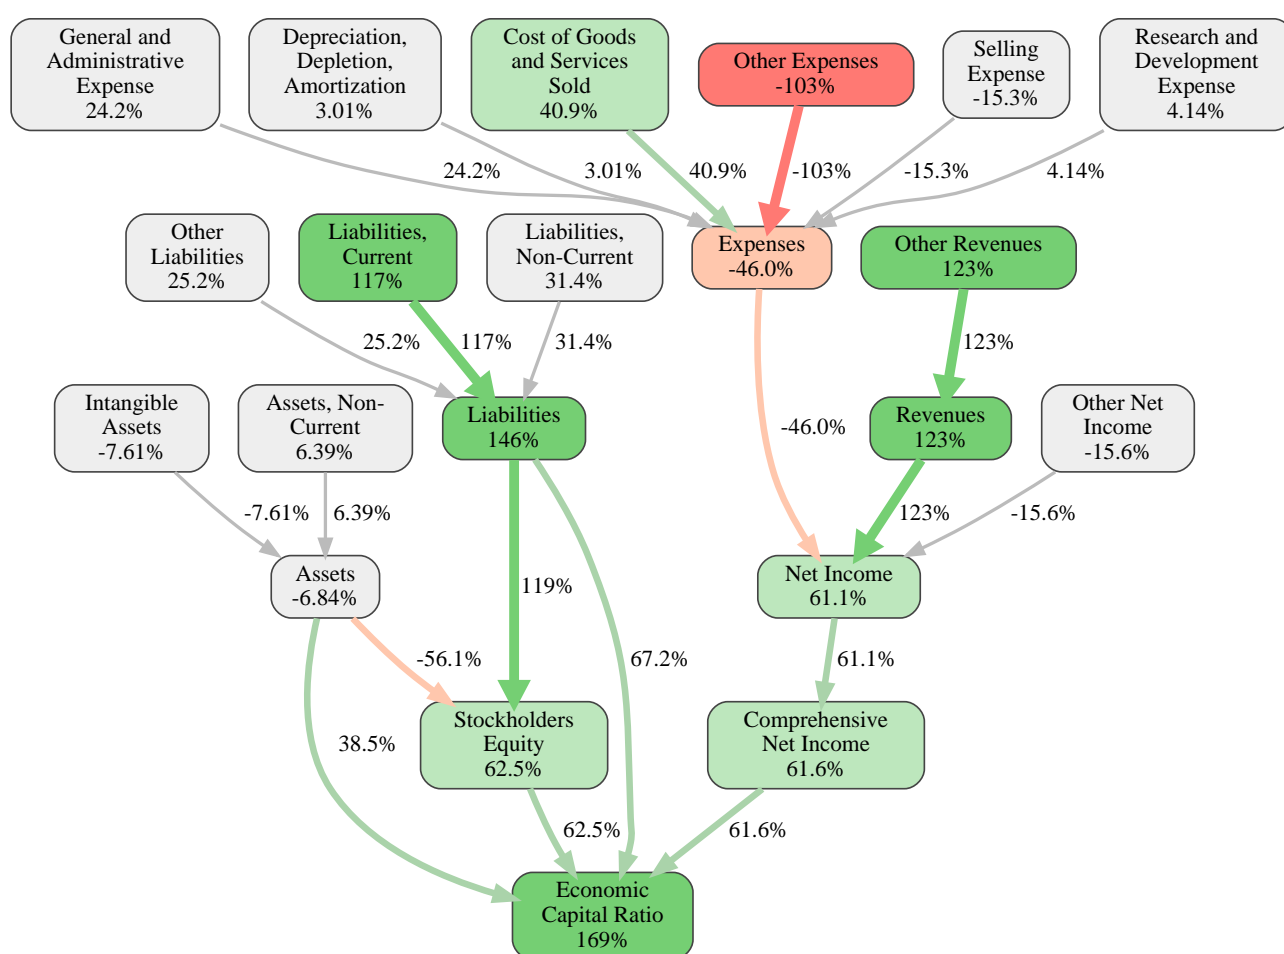 General and
Administrative
Expense
24.2%
Depreciation,
Depletion,
Amortization
3.01%
Cost of Goods
and Services
Sold
40.9%
Other Expenses
-103%
Selling
Expense
-15.3%
Research and
Development
Expense
4.14%
24.2%
3.01%
40.9%
-103%
-15.3%
4.14%
Other
Liabilities
25.2%
Liabilities,
Current
117%
Liabilities,
Non-Current
31.4%
Expenses
-46.0%
Other Revenues
123%
25.2%
117%
31.4%
123%
Intangible
Assets
-7.61%
Assets, Non-
Current
6.39%
Liabilities
146%
-46.0%
Revenues
123%
Other Net
Income
-15.6%
-7.61%
6.39%
123%
-15.6%
Assets
-6.84%
119%
Net Income
61.1%
-56.1%
67.2%
61.1%
38.5%
Stockholders
Equity
62.5%
Comprehensive
Net Income
61.6%
62.5%
61.6%
Economic
Capital Ratio
169%